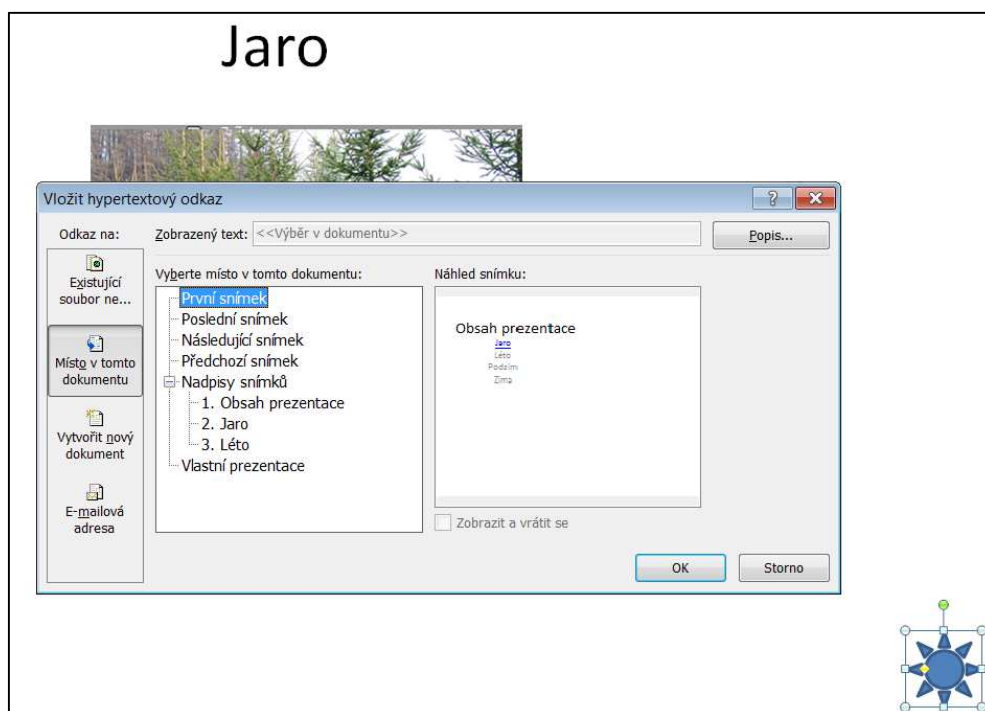 Jaro
Vložit hypertextový odkaz
Odkaz na:
Zobrazený text: <<Výběr v dokumentu>>
Popis...
Existující
soubor ne...
Místo v tomto
dokumentu
Vytvořit nový
dokument
E-mailová
adresa
Vyberte místo v tomto dokumentu:
První snímek
Poslední snímek
Následující snímek
Předchozí snímek
Nadpisy snímků
1. Obsah prezentace
2. Jaro
3. Léto
Vlastní prezentace
Náhled snímku:
Obsah prezentace
Jaro
Léto
Podzim
Zima
Zobrazit a vrátit se
OK
Storno